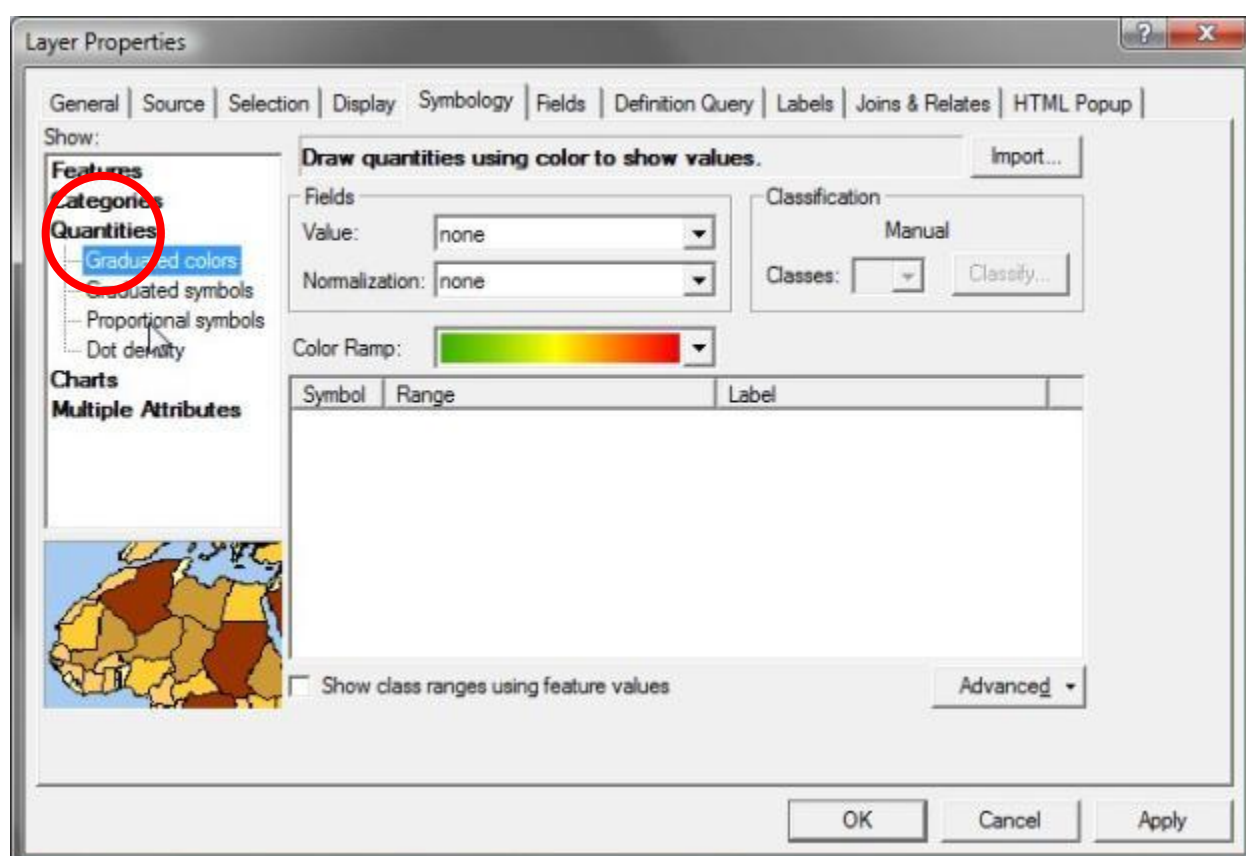 Layer Properties
General Source Selection Display Symbology Fields Definition Query Labels Joins & Relates HTML Popup
Show:
Features
Categories
Quantities
Graduated colors
Graduated symbols
Proportional symbols
Dot density
Charts
Multiple Attributes
Draw quantities using color to show values.
Import...
Fields
Value: none
Normalization: none
Classification
Manual
Classes:
Classify...
Color Ramp:
Symbol Range Label
Show class ranges using feature values
Advanced
OK Cancel Apply